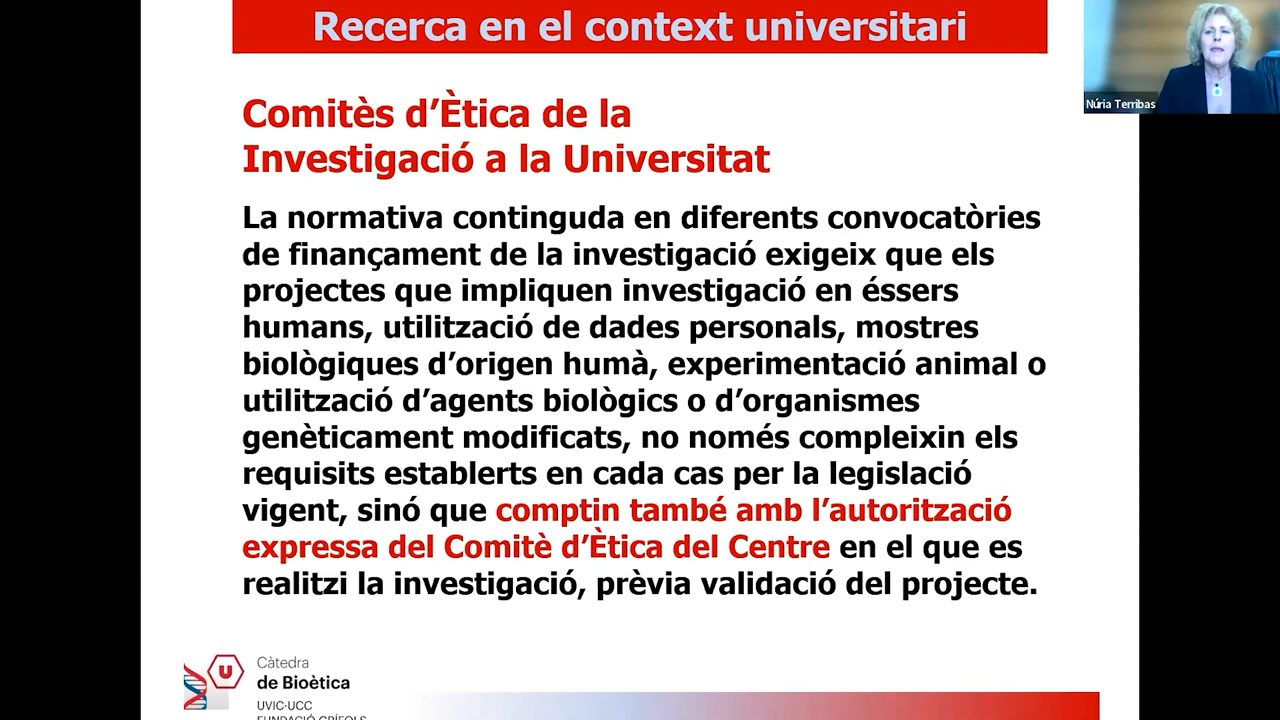 Recerca en el context universitari
Núria Terribas
Comitès d’Ètica de la
Investigació a la Universitat
La normativa continguda en diferents convocatòries
de finançament de la investigació exigeix que els
projectes que impliquen investigació en éssers
humans, utilització de dades personals, mostres
biològiques d’origen humà, experimentació animal o
utilització d’agents biològics o d’organismes
genèticament modificats, no només compleixin els
requisits establerts en cada cas per la legislació
vigent, sinó que comptin també amb l’autorització
expressa del Comitè d’Ètica del Centre en el que es
realitzi la investigació, prèvia validació del projecte.
U
Càtedra
de Bioètica
UVIC·UCC
FUNDACIÓ GRÍFOLS